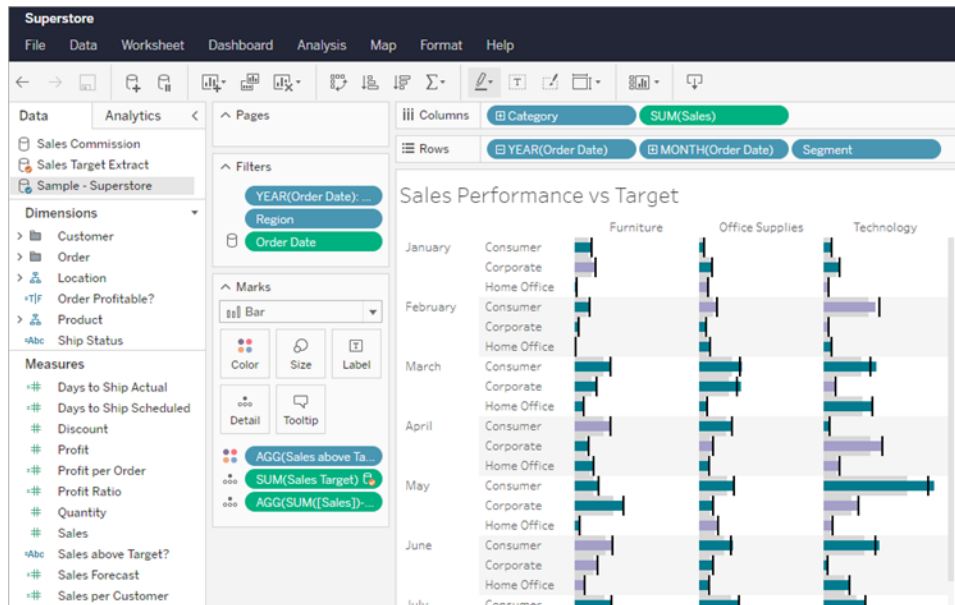 Superstore
File Data Worksheet Dashboard Analysis Map Format Help
Data Analytics
Sales Commission
Sales Target Extract
Sample - Superstore
Dimensions
Customer
Order
Location
T|F Order Profitable?
Product
Abc Ship Status
Measures
# Days to Ship Actual
# Days to Ship Scheduled
# Discount
# Profit
# Profit per Order
# Profit Ratio
# Quantity
# Sales
Abc Sales above Target?
# Sales Forecast
# Sales per Customer
Pages
Filters
YEAR(Order Date): ...
Region
Order Date
Marks
Bar
Color Size Label
Detail Tooltip
AGG(Sales above Ta...
SUM(Sales Target)
AGG(SUM([Sales])-...
Columns Category SUM(Sales)
Rows YEAR(Order Date) MONTH(Order Date) Segment
Sales Performance vs Target
Furniture Office Supplies Technology
January Consumer
Corporate
Home Office
February Consumer
Corporate
Home Office
March Consumer
Corporate
Home Office
April Consumer
Corporate
Home Office
May Consumer
Corporate
Home Office
June Consumer
Corporate
Home Office
July Consumer